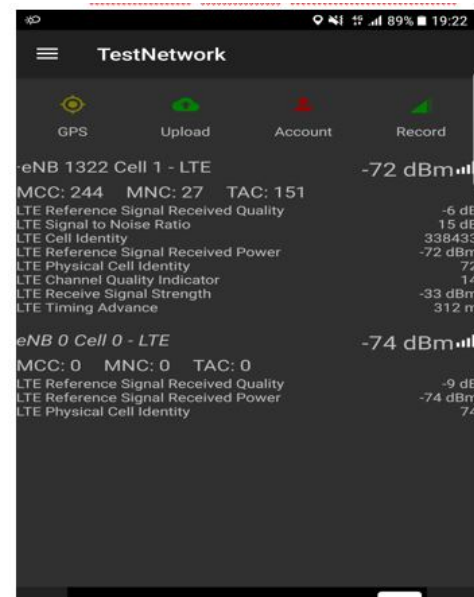 89% 19:22
TestNetwork
GPS Upload Account Record
eNB 1322 Cell 1 - LTE -72 dBm
MCC: 244 MNC: 27 TAC: 151
LTE Reference Signal Received Quality -6 dB
LTE Signal to Noise Ratio 15 dB
LTE Cell Identity 338433
LTE Reference Signal Received Power -72 dBm
LTE Physical Cell Identity 72
LTE Channel Quality Indicator 14
LTE Receive Signal Strength -33 dBm
LTE Timing Advance 312 m
eNB 0 Cell 0 - LTE -74 dBm
MCC: 0 MNC: 0 TAC: 0
LTE Reference Signal Received Quality -9 dB
LTE Reference Signal Received Power -74 dBm
LTE Physical Cell Identity 74